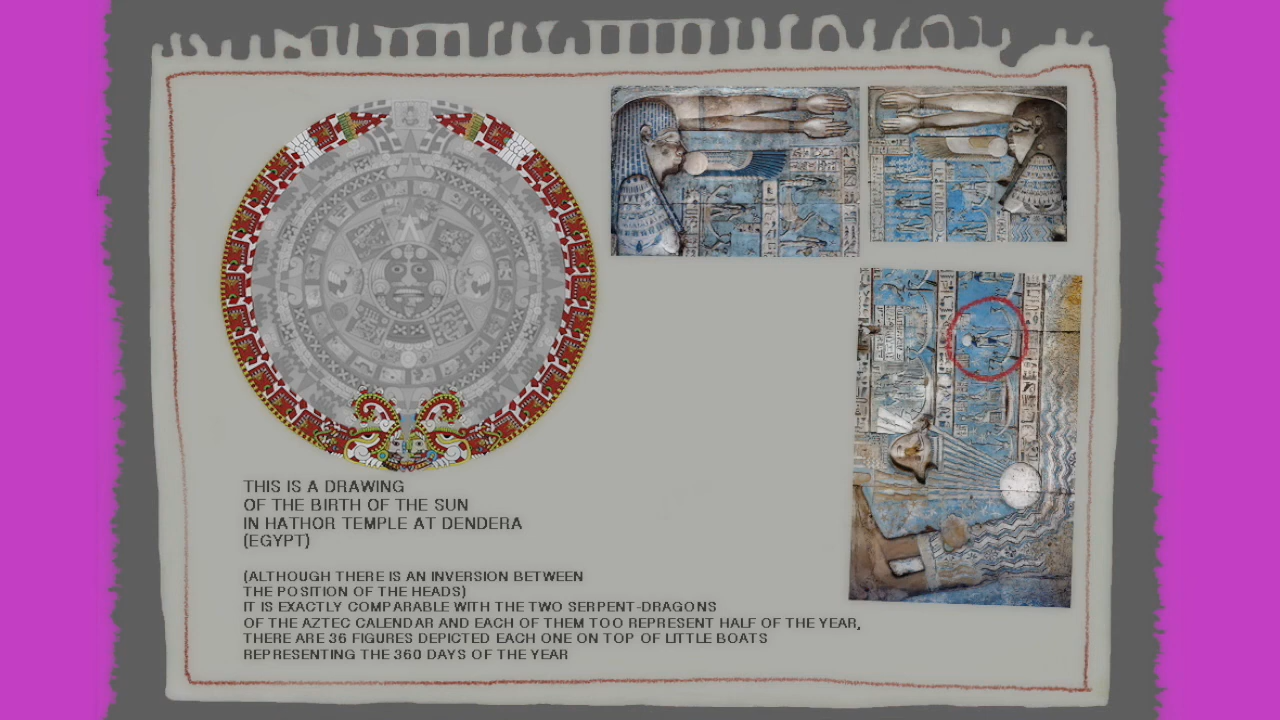 THIS IS A DRAWING
OF THE BIRTH OF THE SUN
IN HATHOR TEMPLE AT DENDERA
(EGYPT)
(ALTHOUGH THERE IS AN INVERSION BETWEEN
THE POSITION OF THE HEADS)
IT IS EXACTLY COMPARABLE WITH THE TWO SERPENT-DRAGONS
OF THE AZTEC CALENDAR AND EACH OF THEM TOO REPRESENT HALF OF THE YEAR,
THERE ARE 36 FIGURES DEPICTED EACH ONE ON TOP OF LITTLE BOATS
REPRESENTING THE 360 DAYS OF THE YEAR